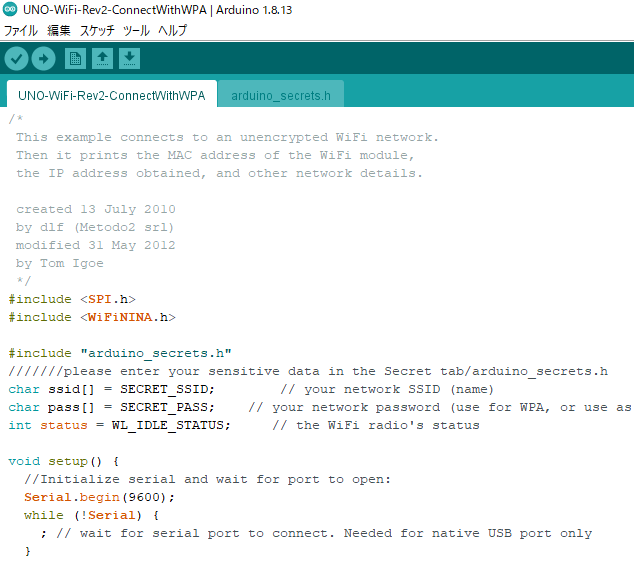 UNO-WiFi-Rev2-ConnectWithWPA | Arduino 1.8.13
ファイル 編集 スケッチ ツール ヘルプ
UNO-WiFi-Rev2-ConnectWithWPA arduino_secrets.h
/*
This example connects to an unencrypted WiFi network.
Then it prints the MAC address of the WiFi module,
the IP address obtained, and other network details.
created 13 July 2010
by dlf (Metodo2 srl)
modified 31 May 2012
by Tom Igoe
*/
#include <SPI.h>
#include <WiFiNINA.h>
#include "arduino_secrets.h"
///////please enter your sensitive data in the Secret tab/arduino_secrets.h
char ssid[] = SECRET_SSID; // your network SSID (name)
char pass[] = SECRET_PASS; // your network password (use for WPA, or use as
int status = WL_IDLE_STATUS; // the WiFi radio's status
void setup() {
//Initialize serial and wait for port to open:
Serial.begin(9600);
while (!Serial) {
; // wait for serial port to connect. Needed for native USB port only
}